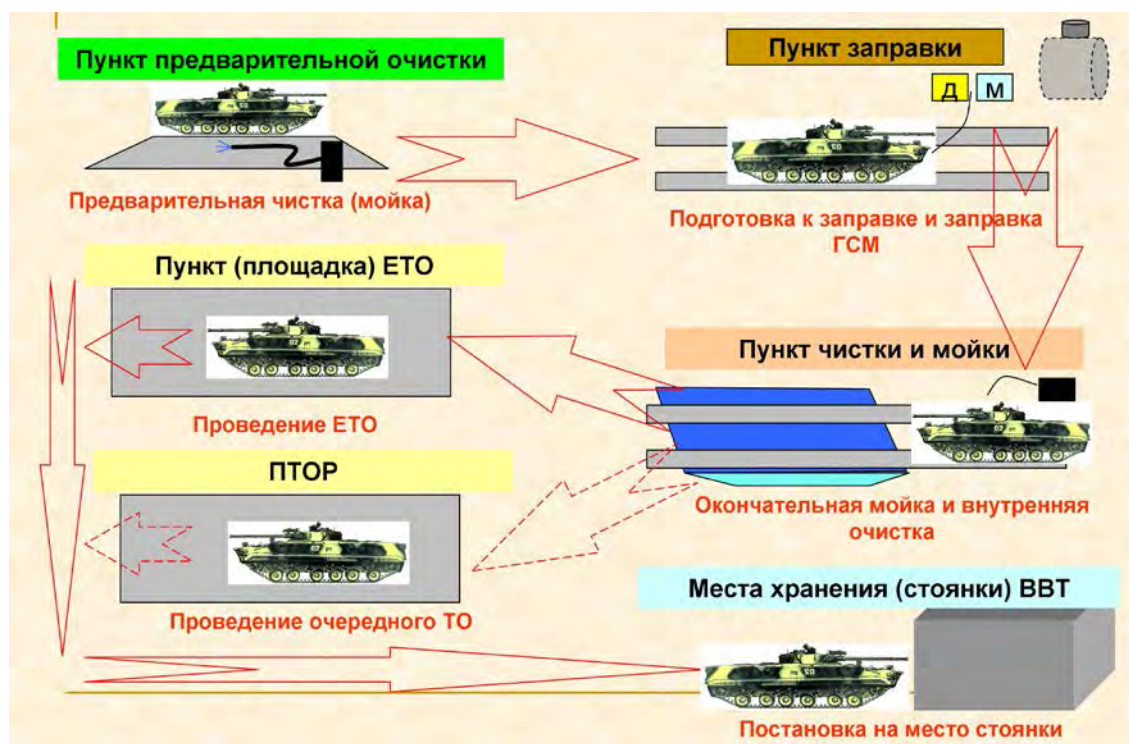 Пункт предварительной очистки
Предварительная чистка (мойка)
Пункт заправки
Д
М
Подготовка к заправке и заправка
ГСМ
Пункт (площадка) ЕТО
Проведение ЕТО
Пункт чистки и мойки
Окончательная мойка и внутренняя
очистка
ПТОР
Проведение очередного ТО
Места хранения (стоянки) ВВТ
Постановка на место стоянки